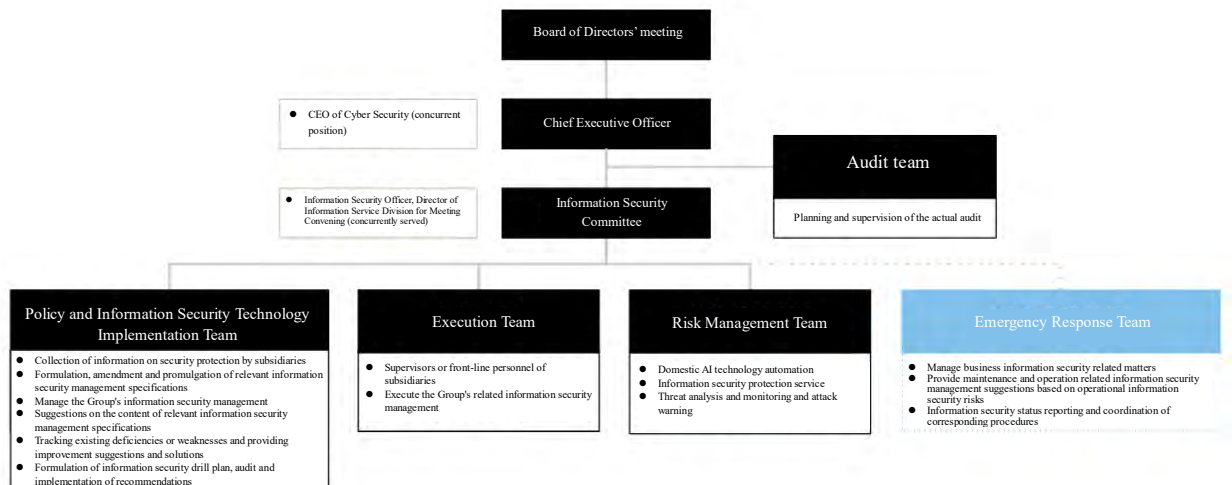 Board of Directors' meeting
● CEO of Cyber Security (concurrent
position)
Chief Executive Officer
Audit team
Planning and supervision of the actual audit
● Information Security Officer, Director of
Information Service Division for Meeting
Convening (concurrently served)
Information Security
Committee
Policy and Information Security Technology
Implementation Team
● Collection of information on security protection by subsidiaries
● Formulation, amendment and promulgation of relevant information
security management specifications
● Manage the Group's information security management
● Suggestions on the content of relevant information security
management specifications
● Tracking existing deficiencies or weaknesses and providing
improvement suggestions and solutions
● Formulation of information security drill plan, audit and
implementation of recommendations
Execution Team
● Supervisors or front-line personnel of
subsidiaries
● Execute the Group's related information security
management
Risk Management Team
● Domestic AI technology automation
● Information security protection service
● Threat analysis and monitoring and attack
warning
Emergency Response Team
● Manage business information security related matters
● Provide maintenance and operation related information security
management suggestions based on operational information
security risks
● Information security status reporting and coordination of
corresponding procedures